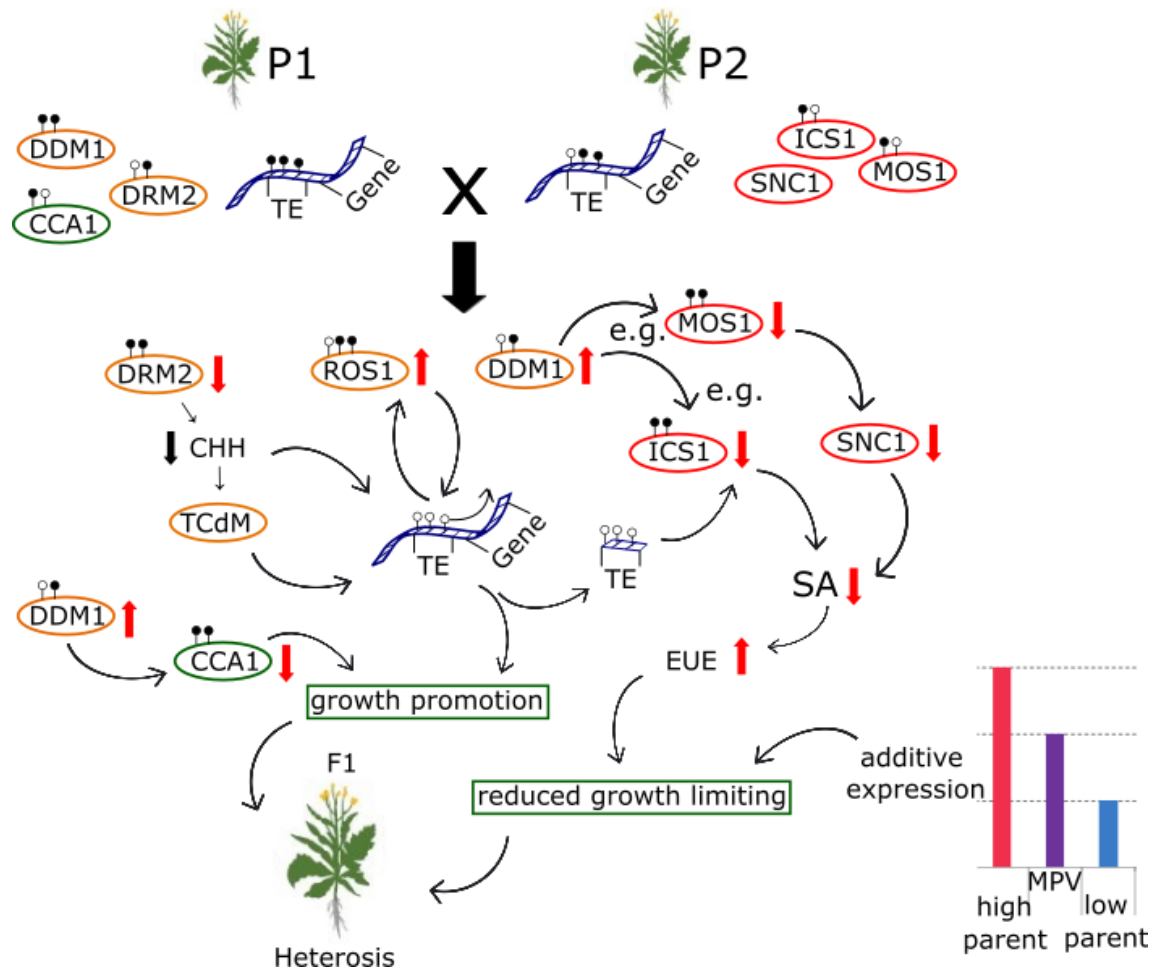 P1
P2
DDM1
DRM2
CCA1
TE
Gene
X
TE
Gene
ICS1
MOS1
SNC1
DRM2
ROS1
DDM1
e.g.
MOS1
e.g.
CHH
ICS1
SNC1
TCdM
TE
Gene
TE
SA
DDM1
CCA1
EUE
growth promotion
F1
reduced growth limiting
additive
expression
MPV
high
parent
low
parent
Heterosis